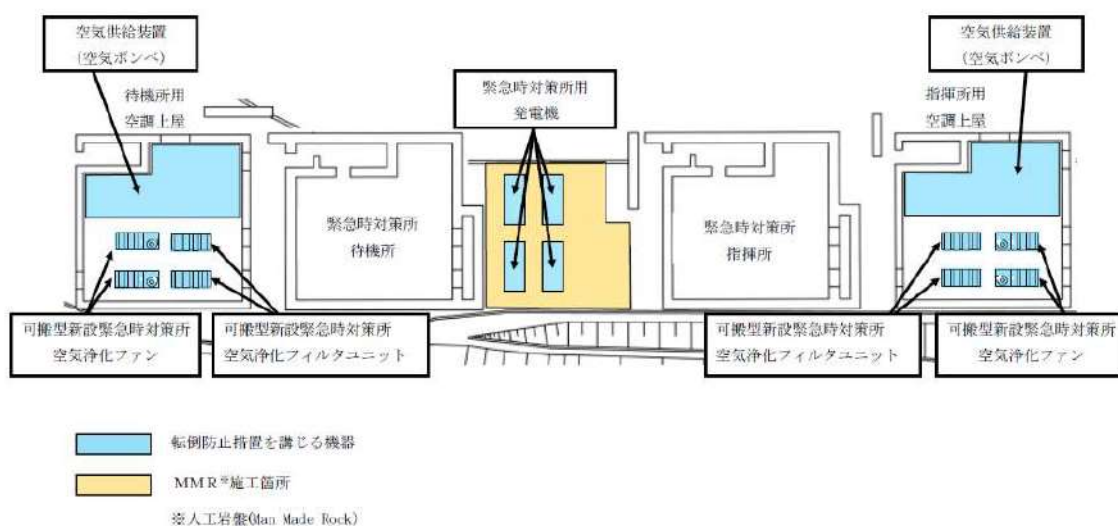 空気供給装置
(空気ボンベ)
空気供給装置
(空気ボンベ)
緊急時対策所用
発電機
待機所用
空調上屋
指揮所用
空調上屋
緊急時対策所
待機所
緊急時対策所
指揮所
可搬型新設緊急時対策所
空気浄化ファン
可搬型新設緊急時対策所
空気浄化フィルタユニット
可搬型新設緊急時対策所
空気浄化フィルタユニット
可搬型新設緊急時対策所
空気浄化ファン
転倒防止措置を講じる機器
MMR※施工箇所
※人工岩盤(Man Made Rock)